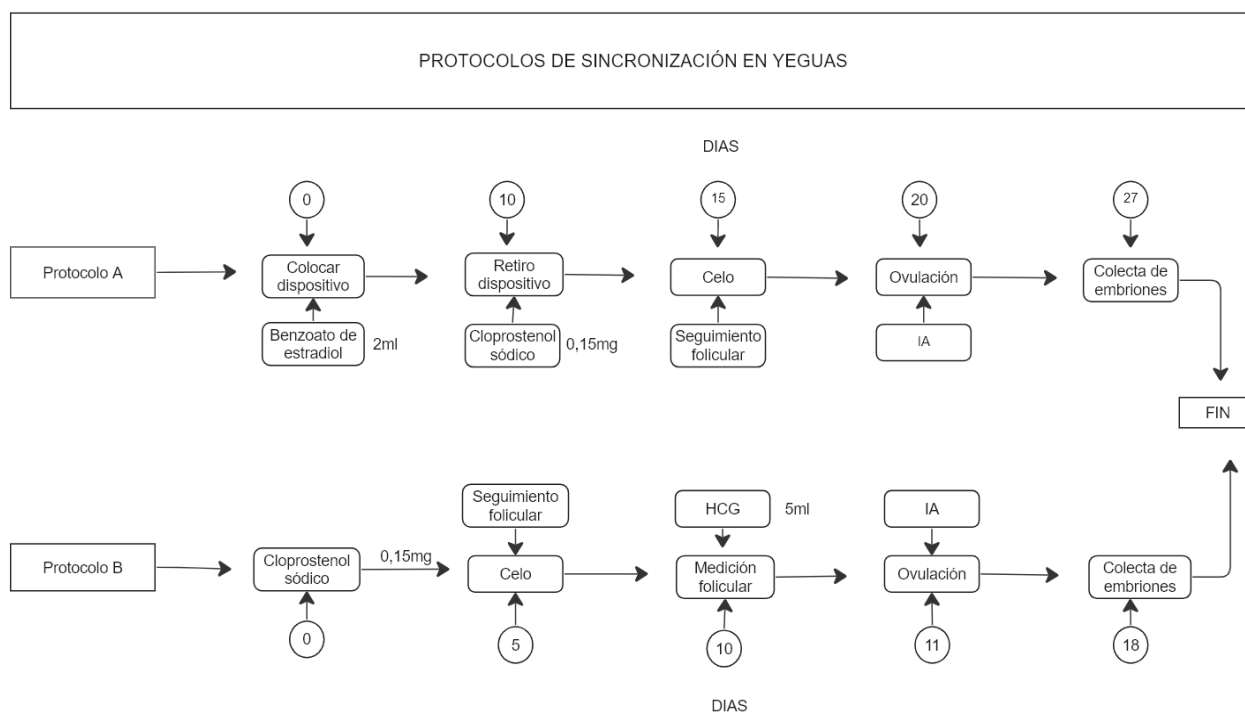 PROTOCOLOS DE SINCRONIZACIÓN EN YEGUAS
DIAS
0
10
15
20
27
Protocolo A
Colocar
dispositivo
Retiro
dispositivo
Celo
Ovulación
Colecta de
embriones
Benzoato de
estradiol
2ml
Cloprostenol
sódico
0,15mg
Seguimiento
folicular
IA
FIN
Seguimiento
folicular
HCG
5ml
IA
Protocolo B
Cloprostenol
sódico
0,15mg
Celo
Medición
folicular
Ovulación
Colecta de
embriones
0
5
10
11
18
DIAS